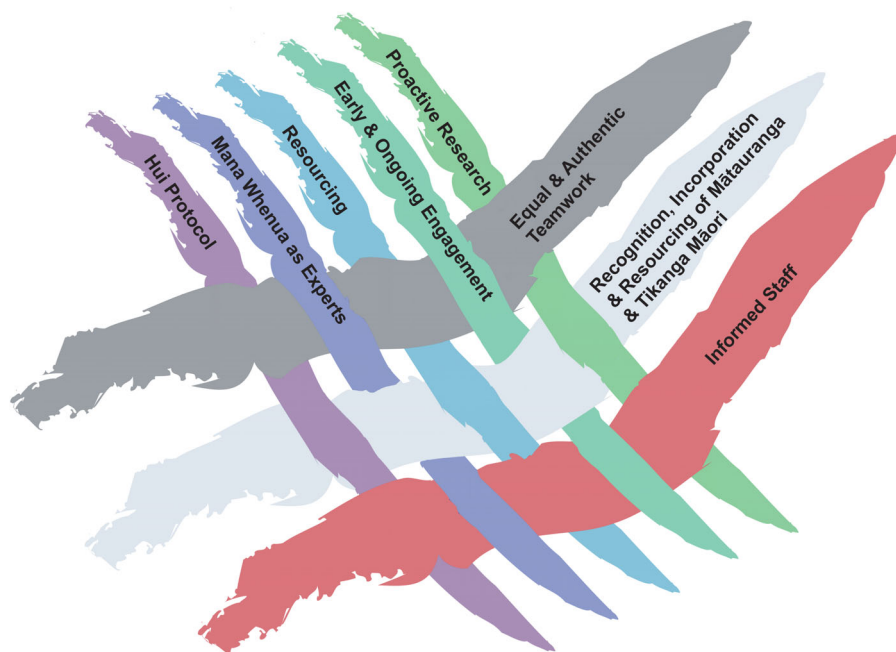 Hui Protocol
Mana Whenua as Experts
Resourcing
Early & Ongoing Engagement
Proactive Research
Equal & Authentic
Teamwork
Recognition, Incorporation
& Resourcing of Mātauranga
& Tikanga Māori
Informed Staff